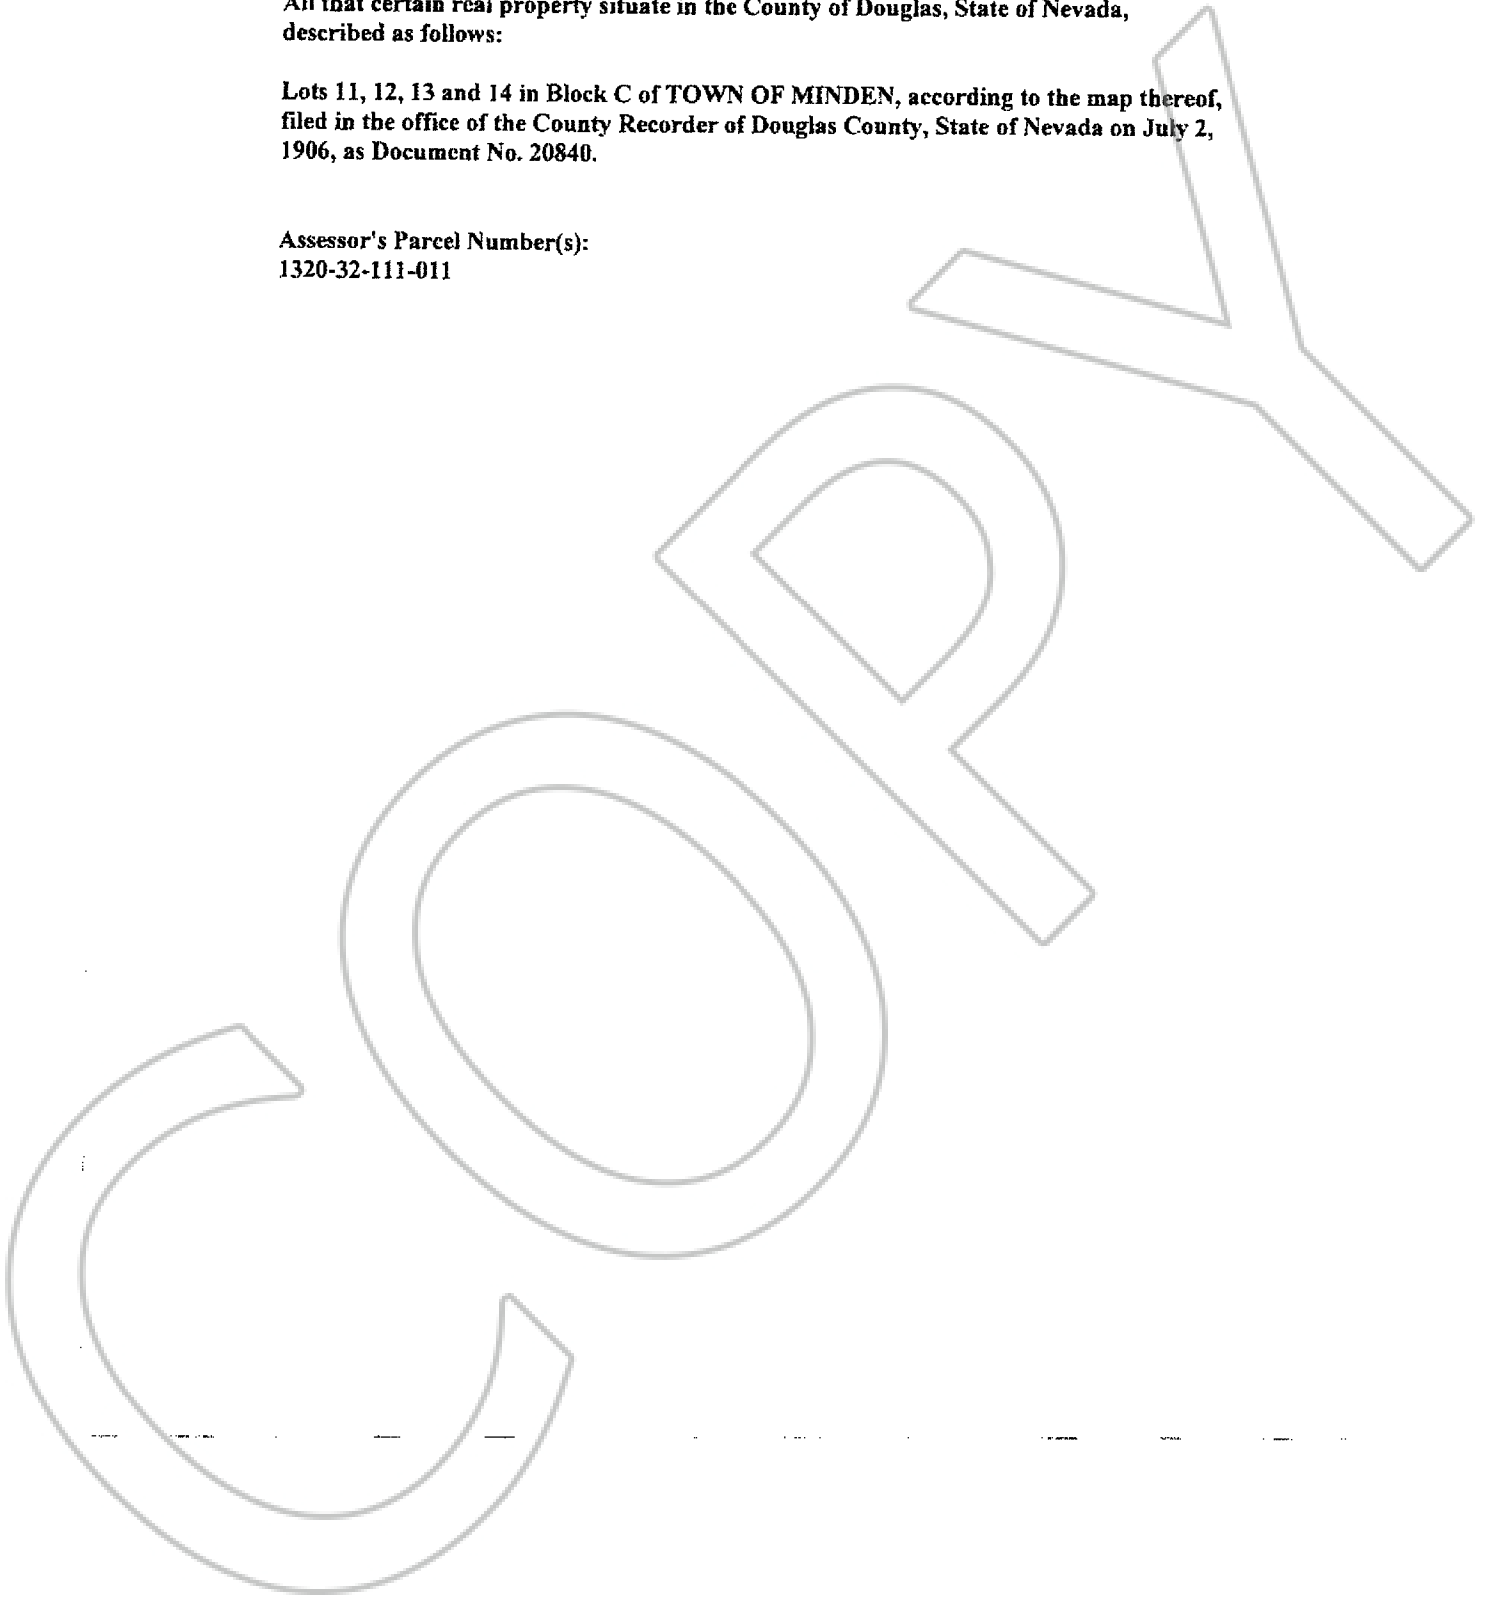 All that certain real property situate in the County of Douglas, State of Nevada,
described as follows:
Lots 11, 12, 13 and 14 in Block C of TOWN OF MINDEN, according to the map thereof,
filed in the office of the County Recorder of Douglas County, State of Nevada on July 2,
1906, as Document No. 20840.
Assessor's Parcel Number(s):
1320-32-111-011
COPY